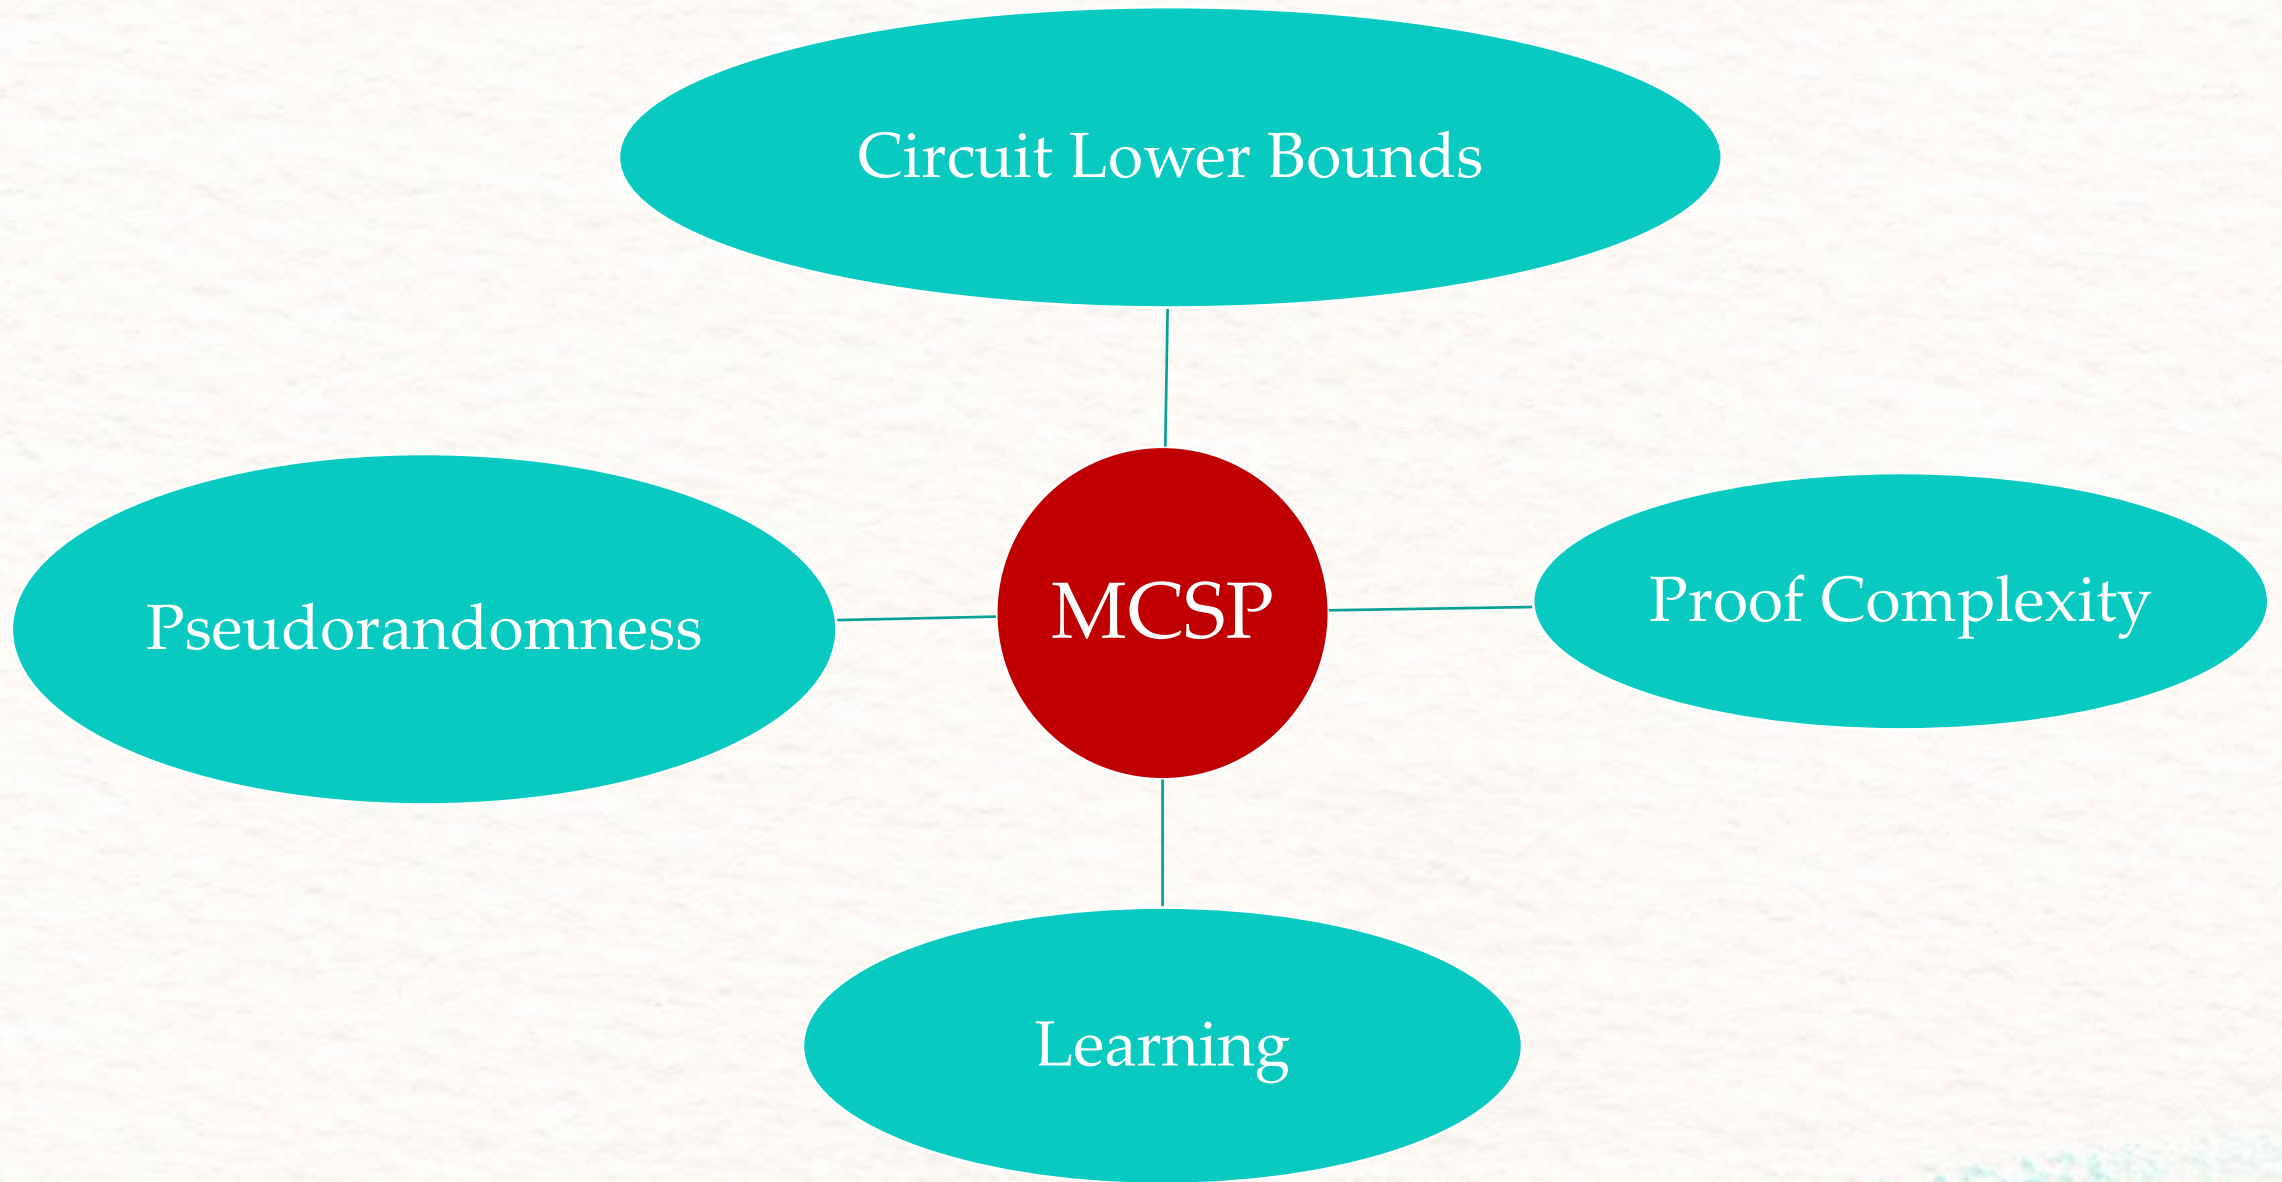 Circuit Lower Bounds
Pseudorandomness
MCSP
Proof Complexity
Learning